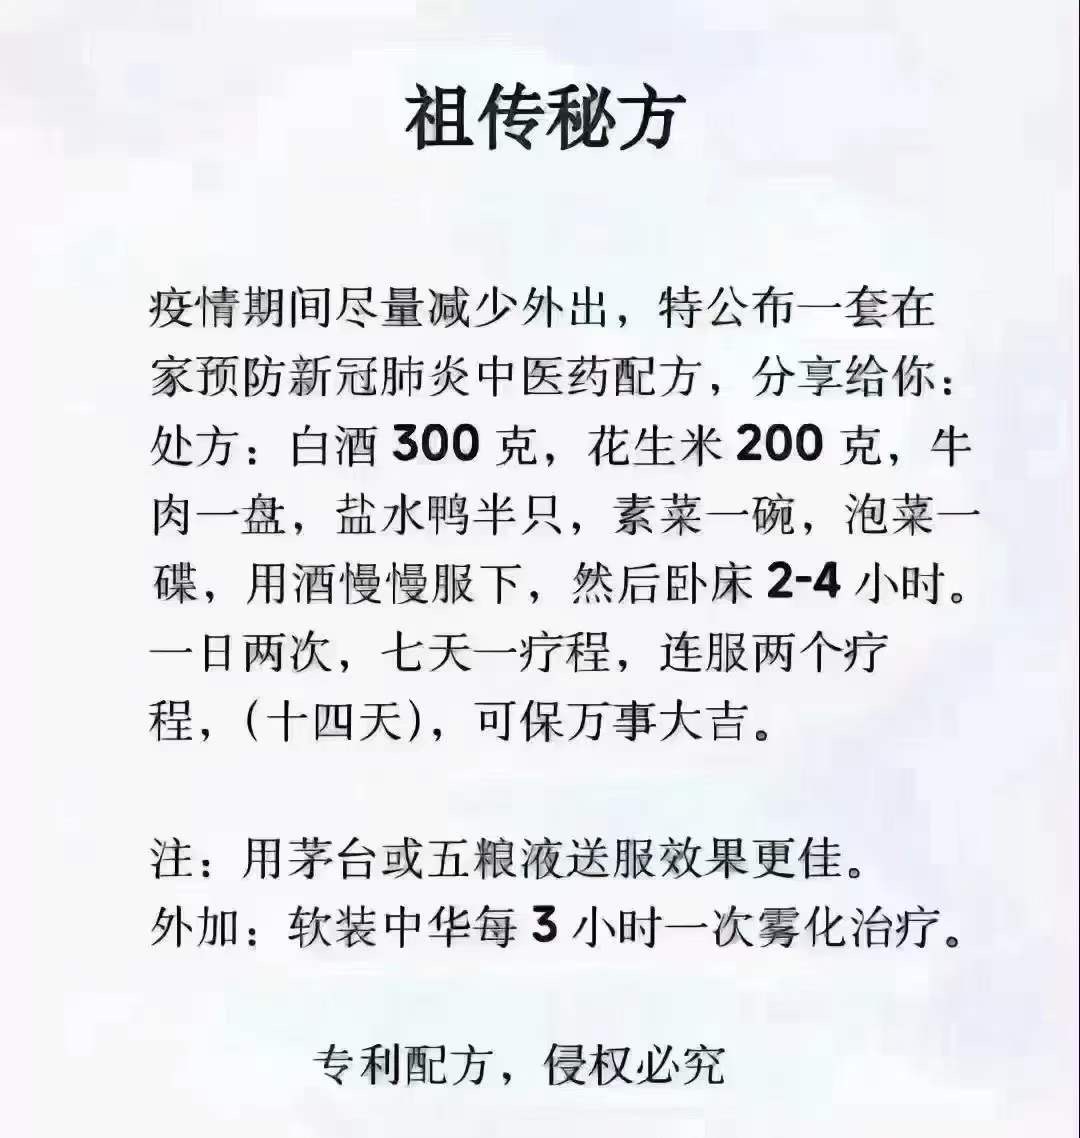 祖传秘方
疫情期间尽量减少外出，特公布一套在
家预防新冠肺炎中医药配方，分享给你：
处方：白酒 300 克，花生米 200 克，牛
肉一盘，盐水鸭半只，素菜一碗，泡菜一
碟，用酒慢慢服下，然后卧床 2-4 小时。
一日两次，七天一疗程，连服两个疗
程，（十四天），可保万事大吉。
注：用茅台或五粮液送服效果更佳。
外加：软装中华每 3 小时一次雾化治疗。
专利配方，侵权必究